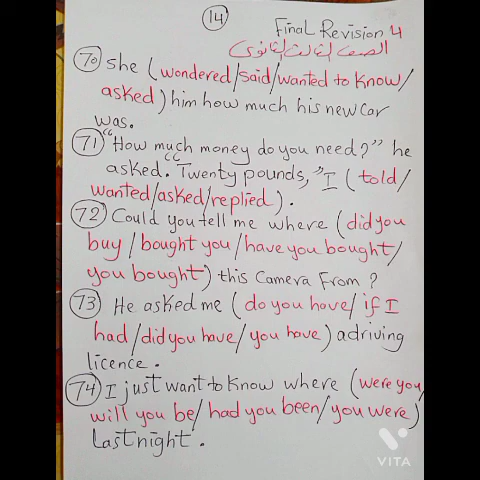 14
Final Revision 4
الصف الثالث الثانوى
70 she (wondered/said/wanted to know/
asked) him how much his new car
was.
71 "How much money do you need?" he
asked. "Twenty pounds," I (told/
wanted/asked/replied).
72 Could you tell me where (did you
buy/bought you/have you bought/
you bought) this Camera From?
73 He asked me (do you have/if I
had/did you have/you have) a driving
licence.
74 I just want to know where (were you
will you be/had you been/you were)
Last night.
VITA